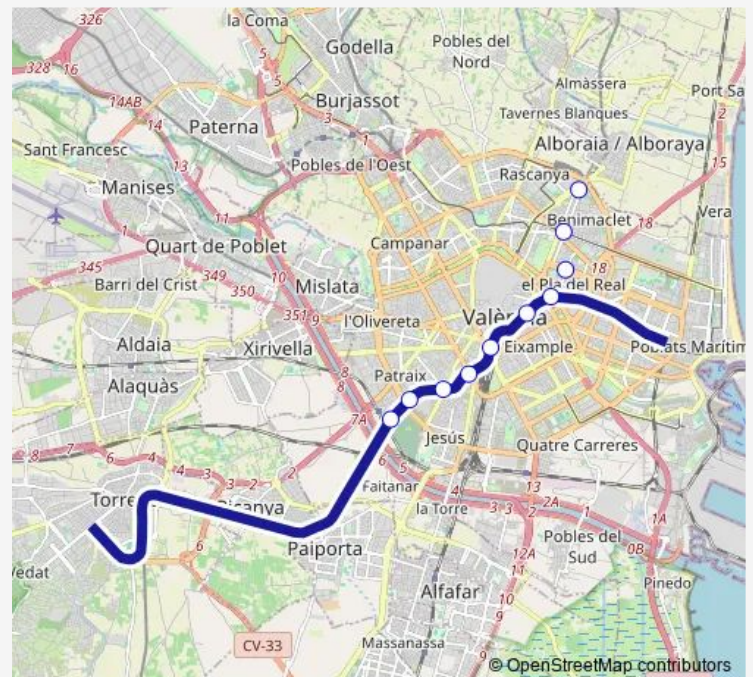 326
la Coma
Godella
Pobles del
Nord
328
16
5
5
Almàssera
14AB
14
Burjassot
Tavernes Blanques
Port Sa
Paterna
3
1
2
Sant Francesc
13
Alboraia / Alboraya
Pobles de l'Oest
15
Rascanya
Manises
11
Vera
1
Benimaclet
18
Quart de Poblet
Campanar
345
349
10
18
Barri del Crist
350
Mislata
el Pla del Real
351
9
l'Olivereta
València
Aldaia
Xirivella
Eixample
Poblats Marítim
8
8
Patraix
Alaquàs
7A
Jesús
Quatre Carreres
2
8
7
6
4
4
3
3
2
2
6
5
Faitanar
4
13
Torre
Picanya
la Torre
3
3
2
2A
1A
6
Paiporta
12A
Pobles del
Sud
0B
Vedat
11
Alfafar
Pinedo
10
CV-33
9
Massanassa
9
© OpenStreetMap contributors